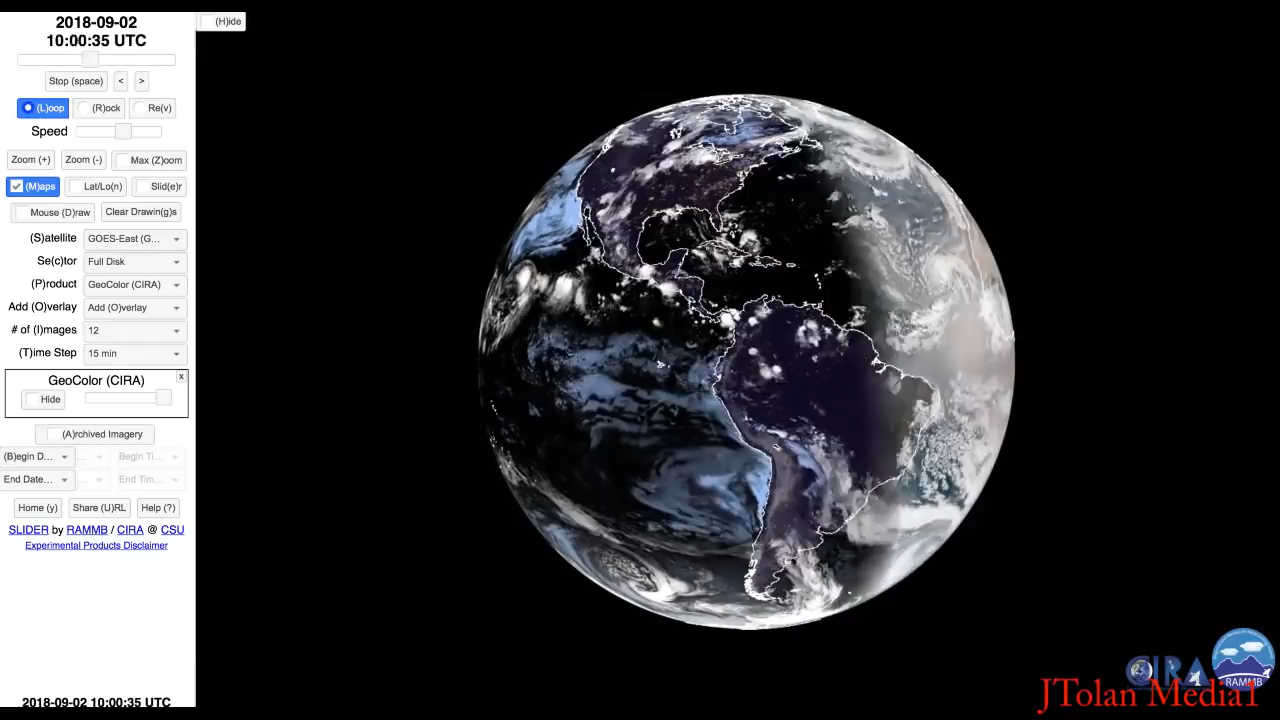 2018-09-02
10:00:35 UTC
(H)ide
Stop (space) < >
(L)oop (R)ock Re(v)
Speed
Zoom (+) Zoom (-) Max (Z)oom
(M)aps Lat/Lo(n) Slid(e)r
Mouse (D)raw Clear Drawin(g)s
(S)atellite GOES-East (G...
Se(c)tor Full Disk
(P)roduct GeoColor (CIRA)
Add (O)verlay Add (O)verlay
# of (I)mages 12
(T)ime Step 15 min
x
GeoColor (CIRA)
Hide
(A)rchived Imagery
(B)egin D... ... Begin Ti...
End Date... ... End Tim...
Home (y) Share (U)RL Help (?)
SLIDER by RAMMB / CIRA @ CSU
Experimental Products Disclaimer
2018-09-02 10:00:35 UTC
CIRA
RAMMB
JTolan Media1